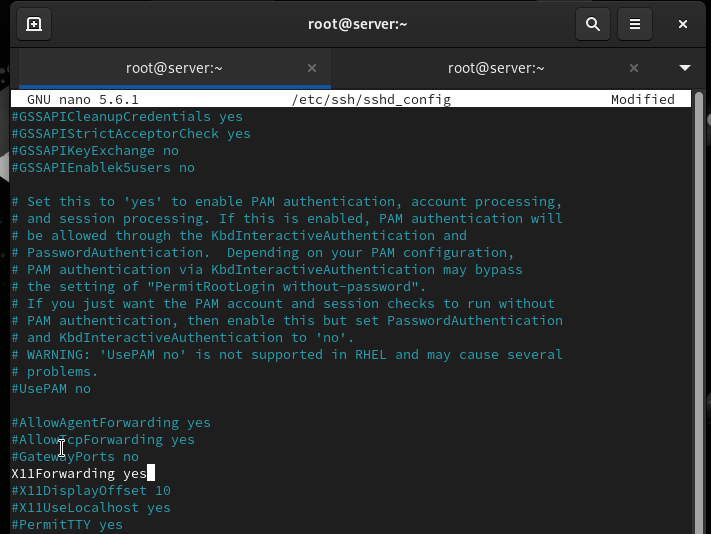 root@server:~
root@server:~
root@server:~
GNU nano 5.6.1 /etc/ssh/sshd_config Modified
#GSSAPICleanupCredentials yes
#GSSAPIStrictAcceptorCheck yes
#GSSAPIKeyExchange no
#GSSAPIEnablek5users no
# Set this to 'yes' to enable PAM authentication, account processing,
# and session processing. If this is enabled, PAM authentication will
# be allowed through the KbdInteractiveAuthentication and
# PasswordAuthentication.  Depending on your PAM configuration,
# PAM authentication via KbdInteractiveAuthentication may bypass
# the setting of "PermitRootLogin without-password".
# If you just want the PAM account and session checks to run without
# PAM authentication, then enable this but set PasswordAuthentication
# and KbdInteractiveAuthentication to 'no'.
# WARNING: 'UsePAM no' is not supported in RHEL and may cause several
# problems.
#UsePAM no
#AllowAgentForwarding yes
#AllowTcpForwarding yes
#GatewayPorts no
X11Forwarding yes
#X11DisplayOffset 10
#X11UseLocalhost yes
#PermitTTY yes